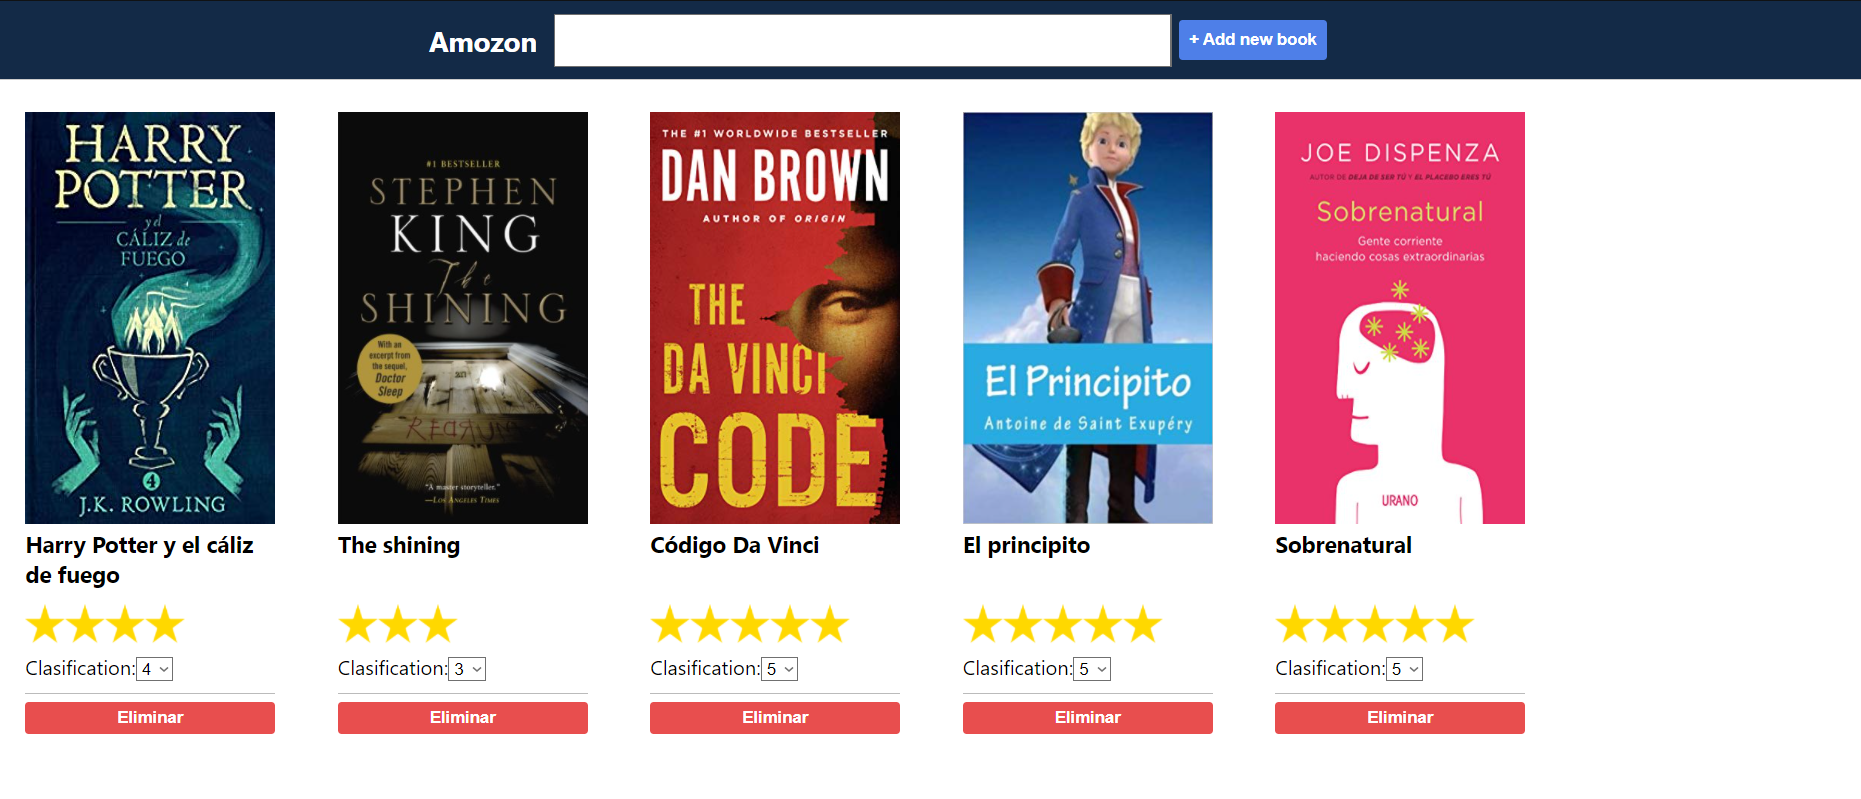 Amozon
+ Add new book
HARRY
POTTER
y el
CÁLIZ de
FUEGO
4
J.K. ROWLING
#1 BESTSELLER
STEPHEN
KING
The
SHINING
With an
excerpt from
the sequel,
Doctor
Sleep
REDRUM
"A master storyteller."
—LOS ANGELES TIMES
THE #1 WORLDWIDE BESTSELLER
DAN BROWN
AUTHOR OF ORIGIN
THE
DA VINCI
CODE
El Principito
Antoine de Saint Exupéry
JOE DISPENZA
AUTOR DE DEJA DE SER TÚ Y EL PLACEBO ERES TÚ
Sobrenatural
Gente corriente
haciendo cosas extraordinarias
URANO
Harry Potter y el cáliz
de fuego
The shining
Código Da Vinci
El principito
Sobrenatural
Clasification: 4
Clasification: 3
Clasification: 5
Clasification: 5
Clasification: 5
Eliminar
Eliminar
Eliminar
Eliminar
Eliminar